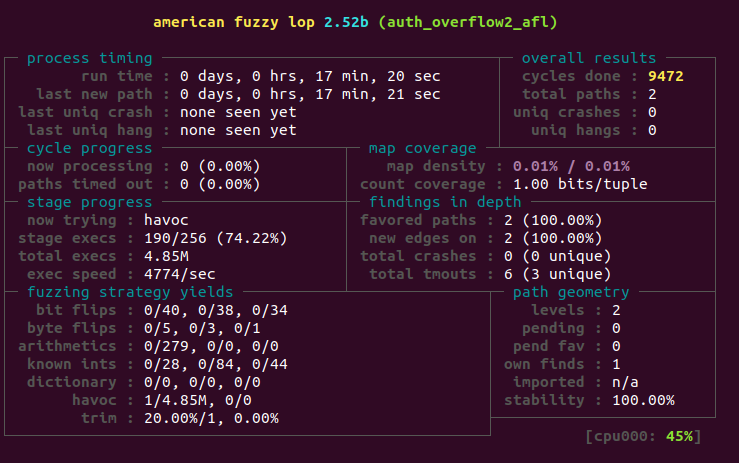 american fuzzy lop 2.52b (auth_overflow2_afl)
process timing overall results
run time : 0 days, 0 hrs, 17 min, 20 sec cycles done : 9472
last new path : 0 days, 0 hrs, 17 min, 21 sec total paths : 2
last uniq crash : none seen yet uniq crashes : 0
last uniq hang : none seen yet uniq hangs : 0
cycle progress map coverage
now processing : 0 (0.00%) map density : 0.01% / 0.01%
paths timed out : 0 (0.00%) count coverage : 1.00 bits/tuple
stage progress findings in depth
now trying : havoc favored paths : 2 (100.00%)
stage execs : 190/256 (74.22%) new edges on : 2 (100.00%)
total execs : 4.85M total crashes : 0 (0 unique)
exec speed : 4774/sec total tmouts : 6 (3 unique)
fuzzing strategy yields path geometry
bit flips : 0/40, 0/38, 0/34 levels : 2
byte flips : 0/5, 0/3, 0/1 pending : 0
arithmetics : 0/279, 0/0, 0/0 pend fav : 0
known ints : 0/28, 0/84, 0/44 own finds : 1
dictionary : 0/0, 0/0, 0/0 imported : n/a
havoc : 1/4.85M, 0/0 stability : 100.00%
trim : 20.00%/1, 0.00%
[cpu000: 45%]